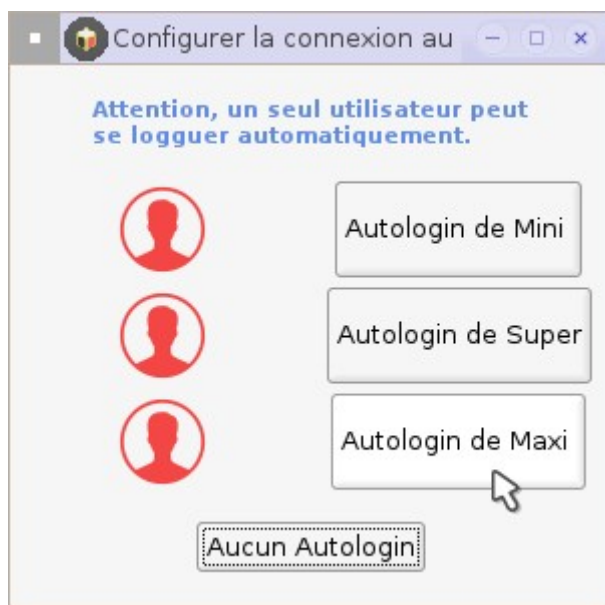 Configurer la connexion au
Attention, un seul utilisateur peut
se logguer automatiquement.
Autologin de Mini
Autologin de Super
Autologin de Maxi
Aucun Autologin